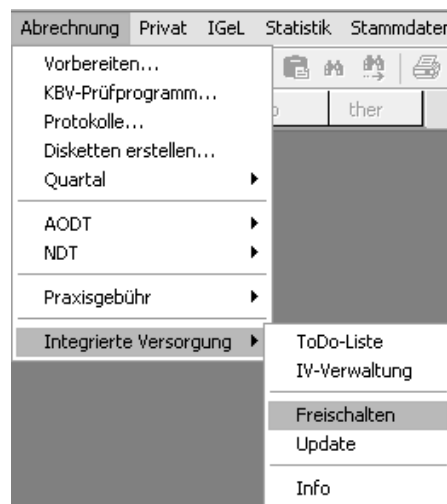 Abrechnung Privat IGeL Statistik Stammdaten
Vorbereiten...
KBV-Prüfprogramm...
Protokolle...
ther
Disketten erstellen...
Quartal
AODT
NDT
Praxisgebühr
Integrierte Versorgung
ToDo-Liste
IV-Verwaltung
Freischalten
Update
Info